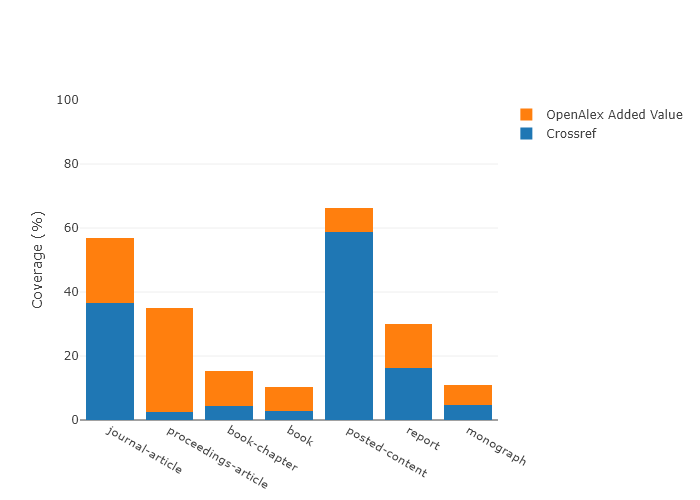 OpenAlex Added Value
Crossref
Coverage (%)
100
80
60
40
20
0
journal-article
proceedings-article
book-chapter
book
posted-content
report
monograph